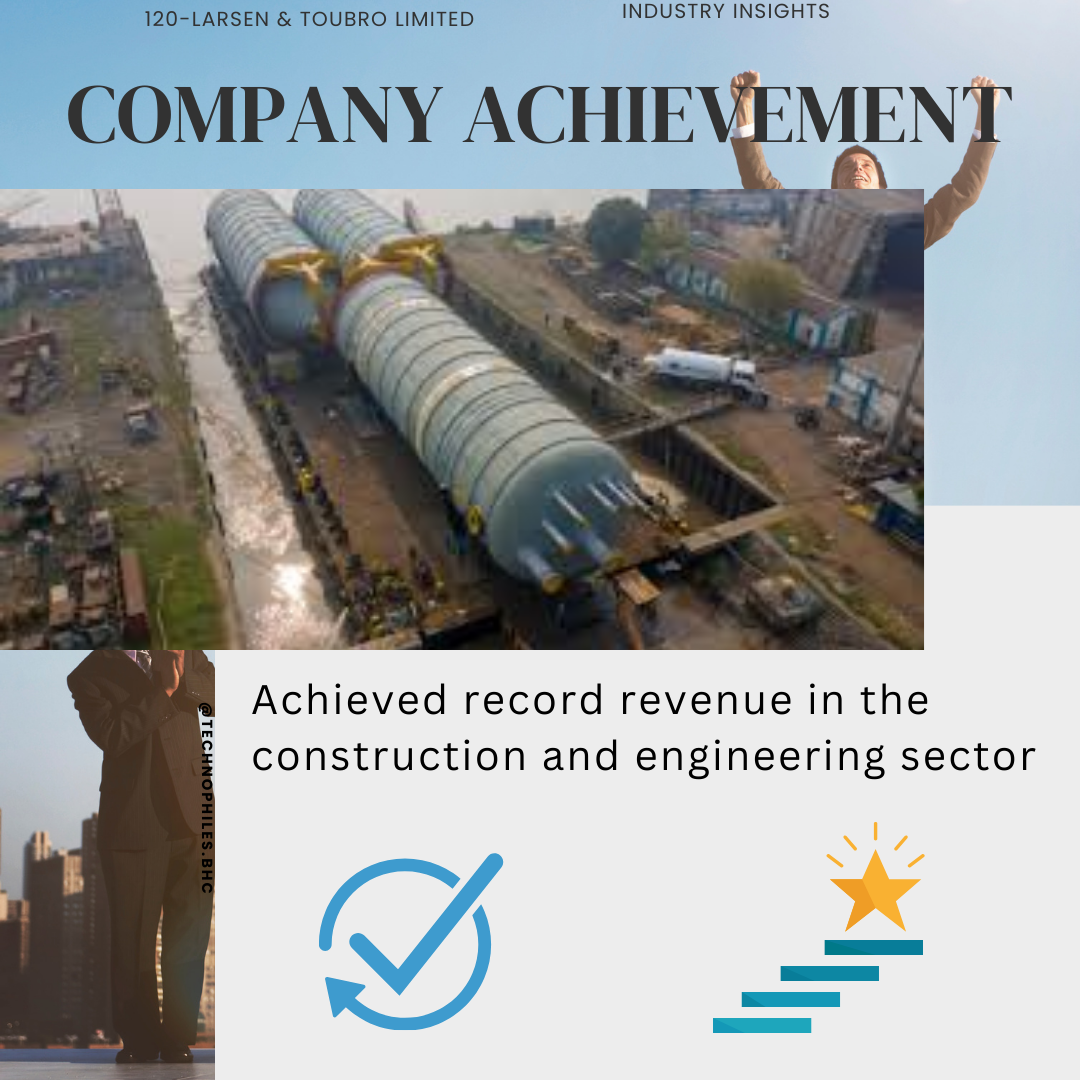 120-LARSEN & TOUBRO LIMITED
INDUSTRY INSIGHTS
COMPANY ACHIEVEMENT
Achieved record revenue in the
construction and engineering sector
@TECHNOPHILES.BHC